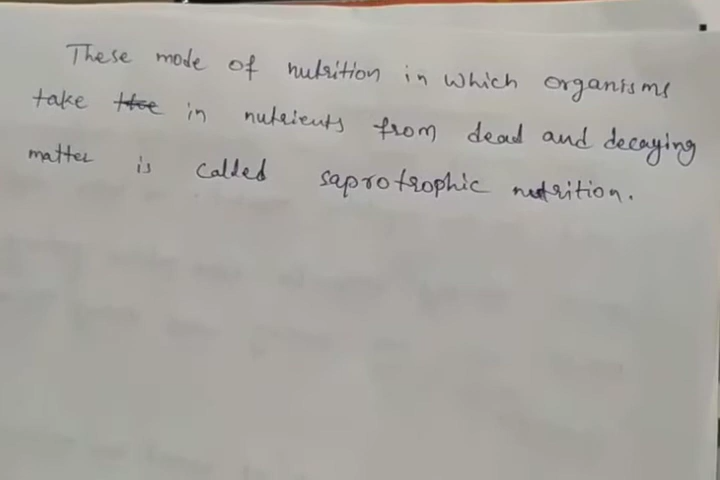 These mode of nutrition in which organisms
take the in nutrients from dead and decaying
matter is called saprotrophic nutrition.